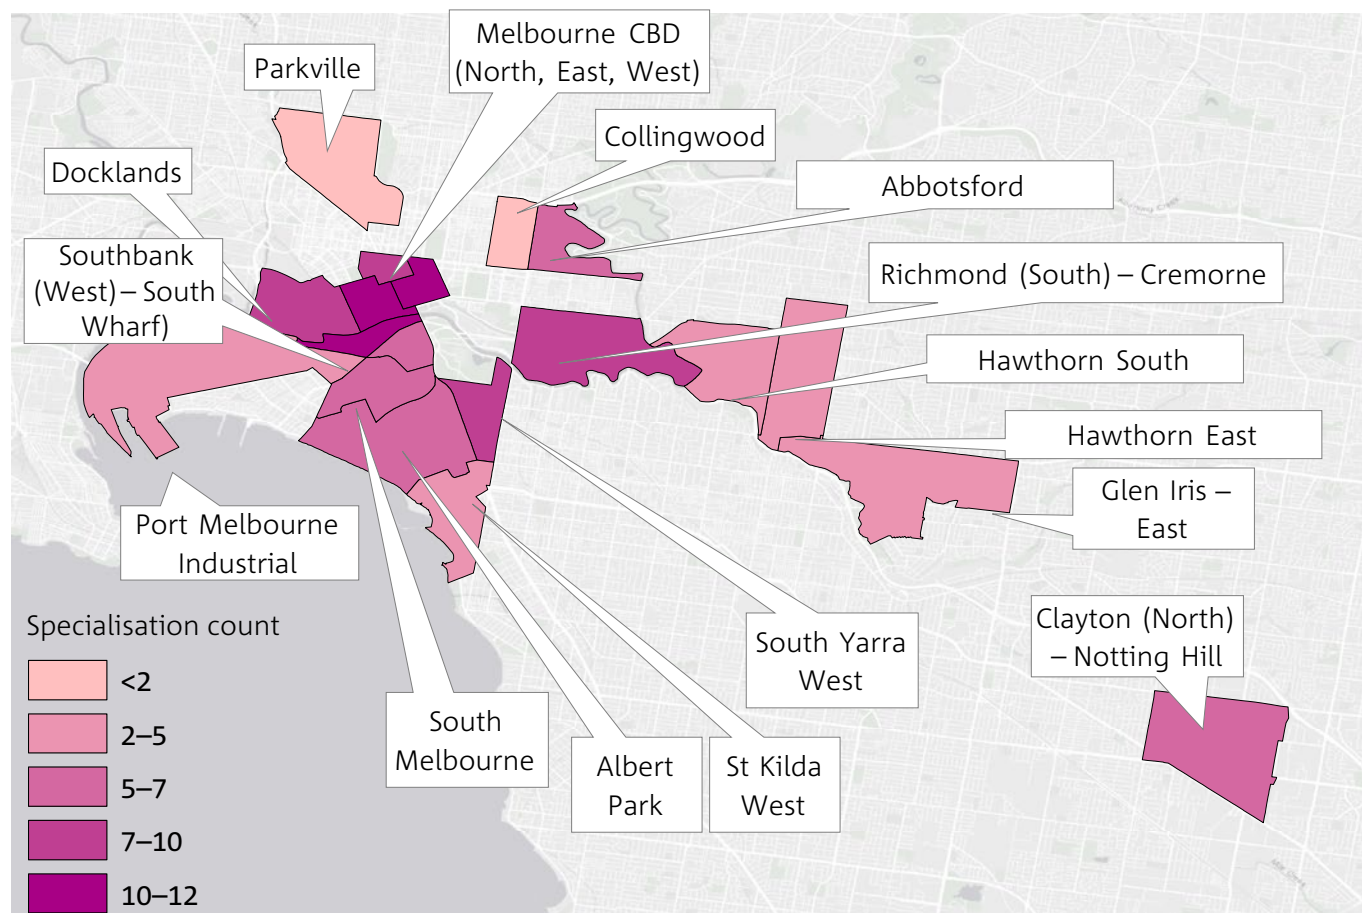 Melbourne CBD
(North, East, West)
Parkville
Collingwood
Docklands
Abbotsford
Southbank
(West) – South
Wharf)
Richmond (South) – Cremorne
Hawthorn South
Hawthorn East
Glen Iris –
East
Port Melbourne
Industrial
Clayton (North)
– Notting Hill
South Yarra
West
South
Melbourne
Albert
Park
St Kilda
West
Specialisation count
<2
2–5
5–7
7–10
10–12